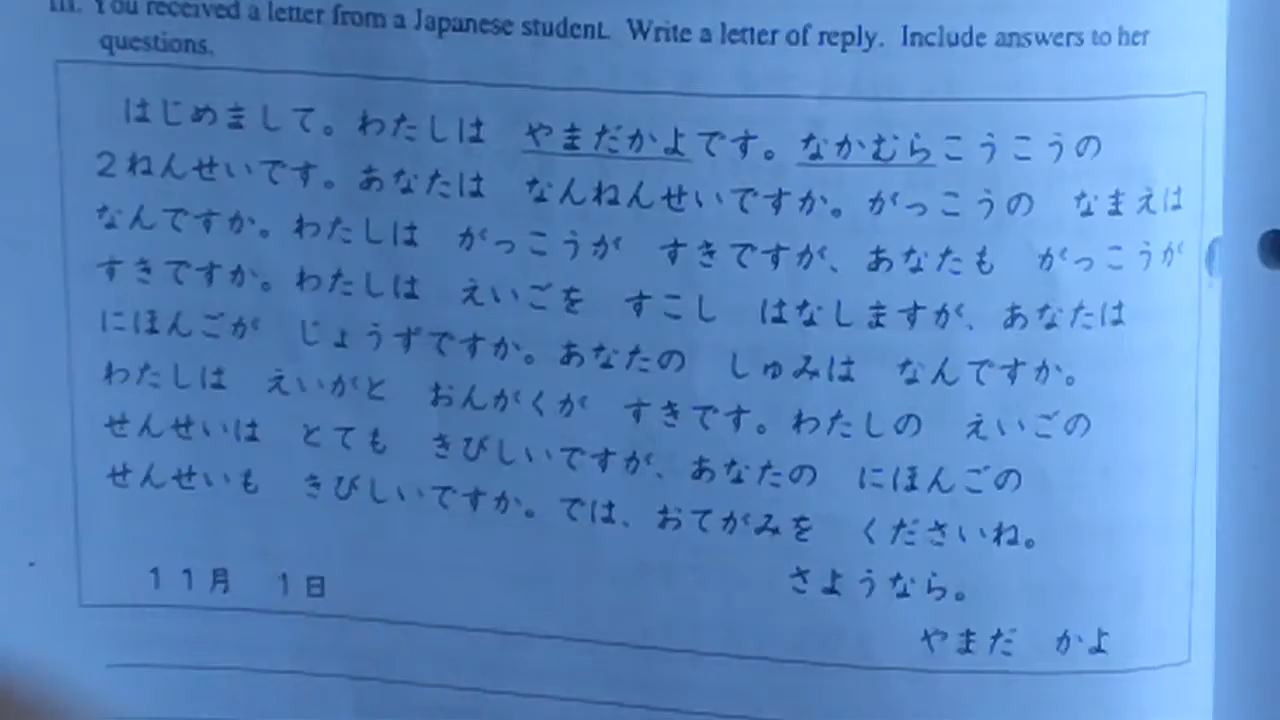 III. You received a letter from a Japanese student. Write a letter of reply. Include answers to her
questions.
はじめまして。わたしは やまだかよです。なかむらこうこうの
2ねんせいです。あなたは なんねんせいですか。がっこうの なまえは
なんですか。わたしは がっこうが すきですが、あなたも がっこうが
すきですか。わたしは えいごを すこし はなしますが、あなたは
にほんごが じょうずですか。あなたの しゅみは なんですか。
わたしは えいがと おんがくが すきです。わたしの えいごの
せんせいは とても きびしいですが、あなたの にほんごの
せんせいも きびしいですか。では、おてがみを くださいね。
さようなら。
11月 1日
やまだ かよ